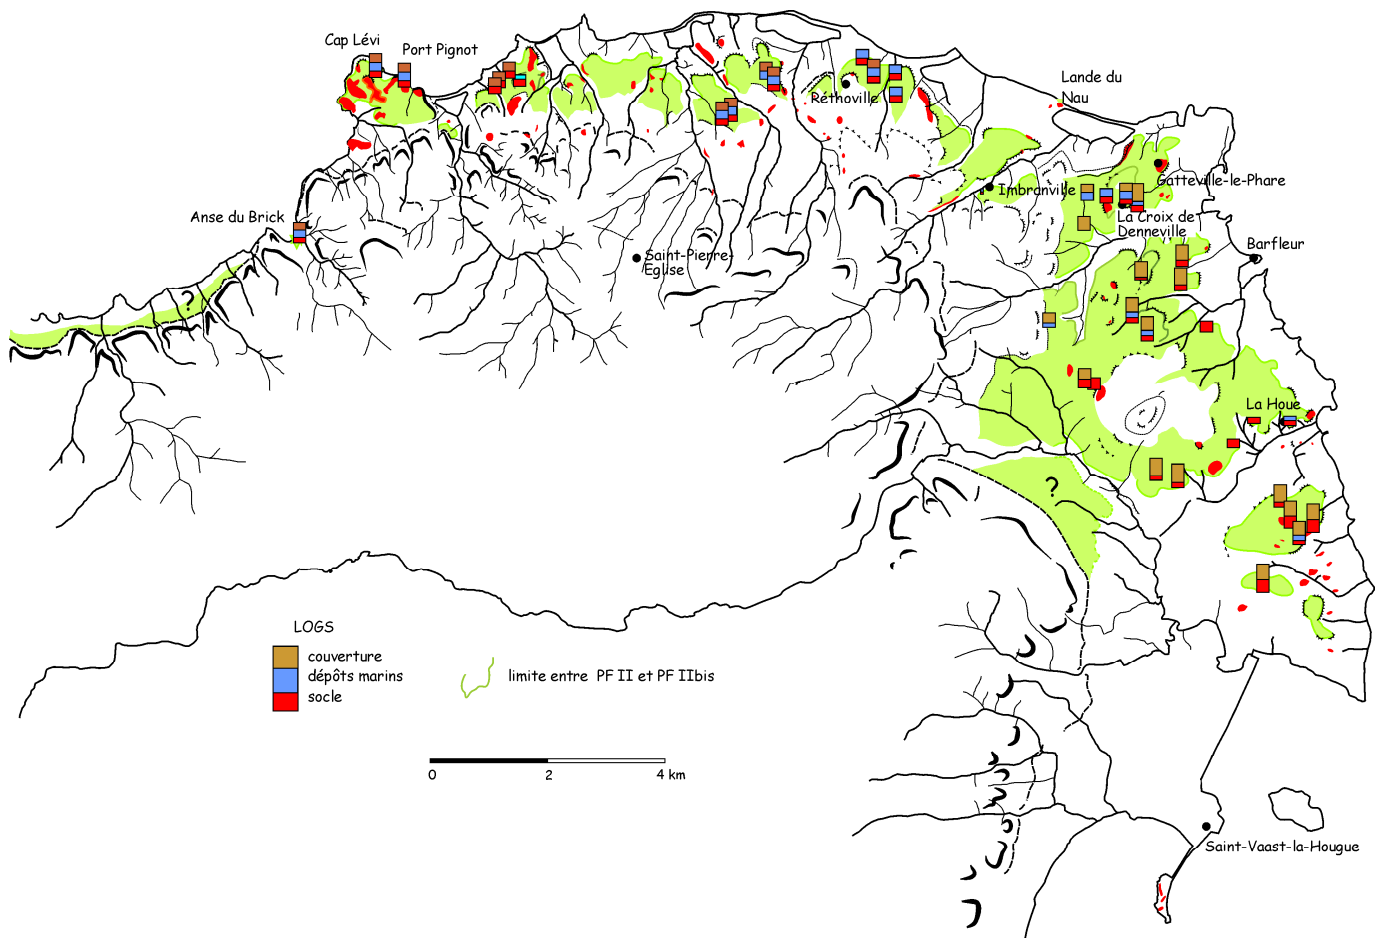 Cap Lévi
Port Pignot
Lande du
Nau
Réthoville
Imbranville
Gatteville-le-Phare
La Croix de
Denneville
Anse du Brick
Barfleur
Saint-Pierre-
Eglise
?
La Houe
?
LOGS
couverture
dépôts marins
socle
limite entre PF II et PF IIbis
0
2
4 km
Saint-Vaast-la-Hougue